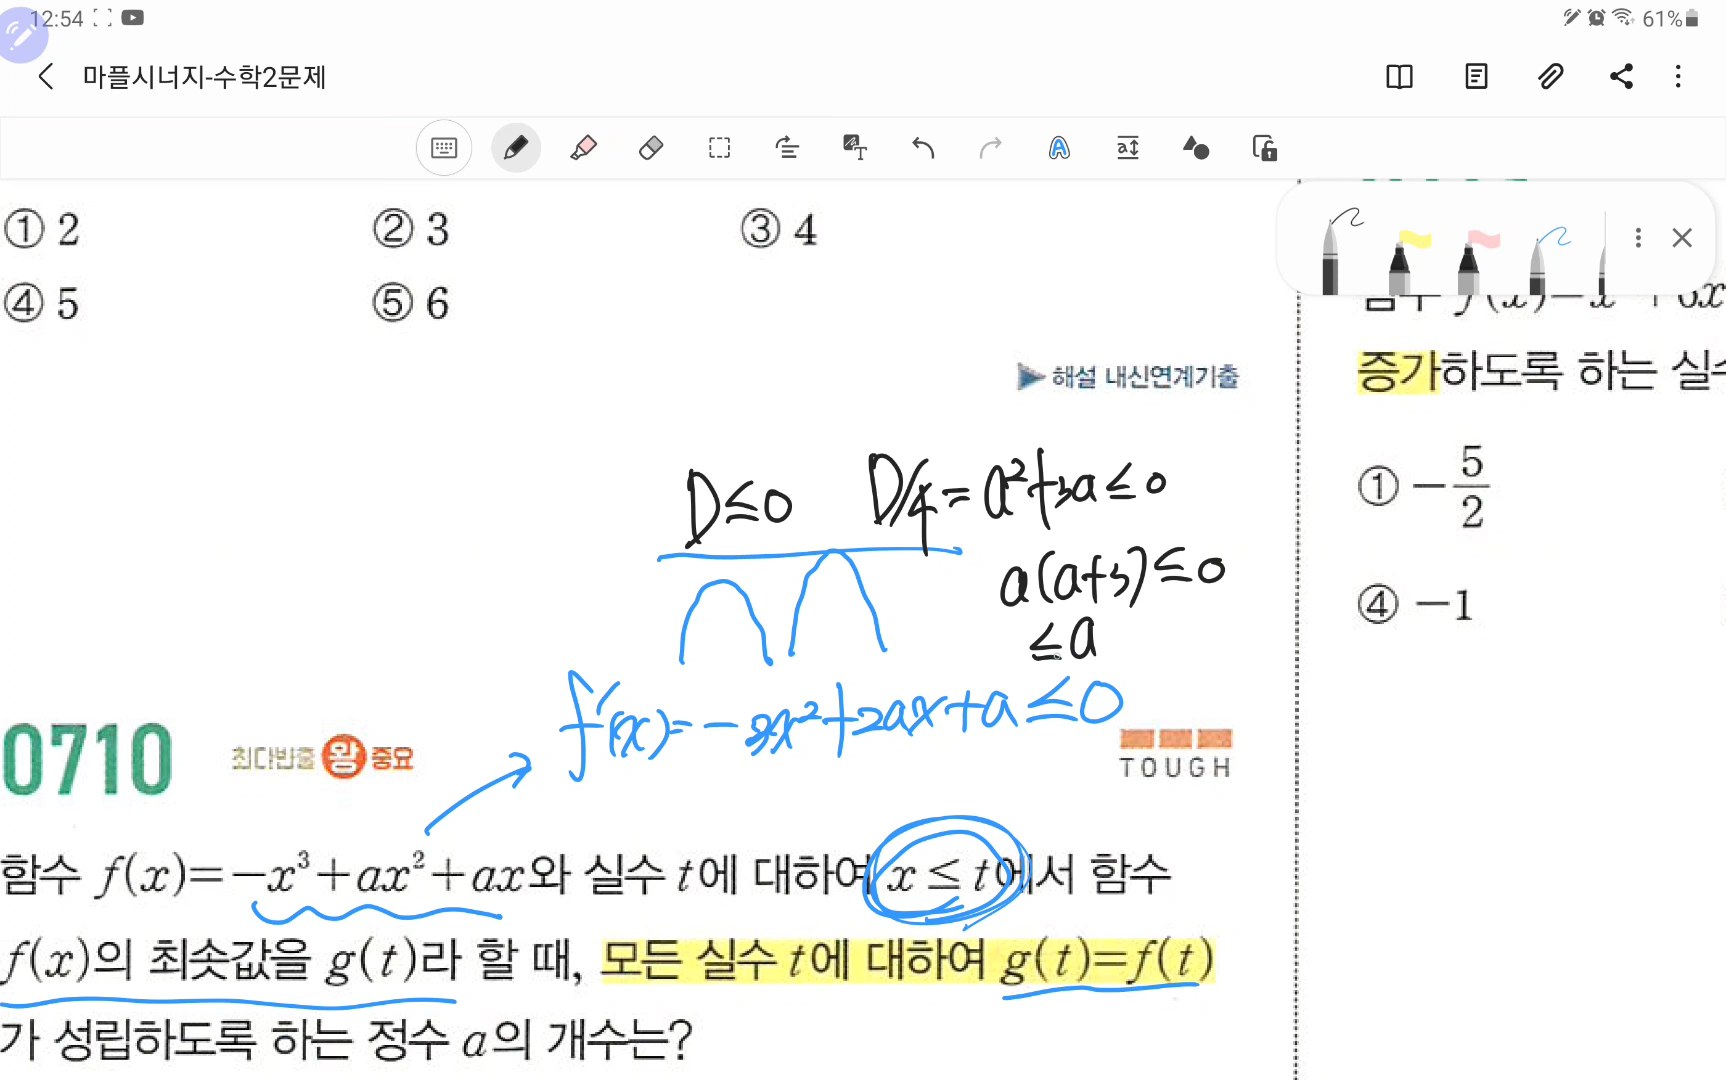 12:54
61%
마플시너지-수학2문제
① 2 ② 3 ③ 4
④ 5 ⑤ 6
▶ 해설 내신연계기출
D≤0 D/4=a²+3a≤0
a(a+3)≤0
≤a
f'(x)=-3x²+2ax+a≤0
0710 최다빈출 왕 중요
TOUGH
함수 f(x)=-x³+ax²+ax와 실수 t에 대하여 x≤t에서 함수
f(x)의 최솟값을 g(t)라 할 때, 모든 실수 t에 대하여 g(t)=f(t)
가 성립하도록 하는 정수 a의 개수는?
증가하도록 하는
① -5/2
④ -1